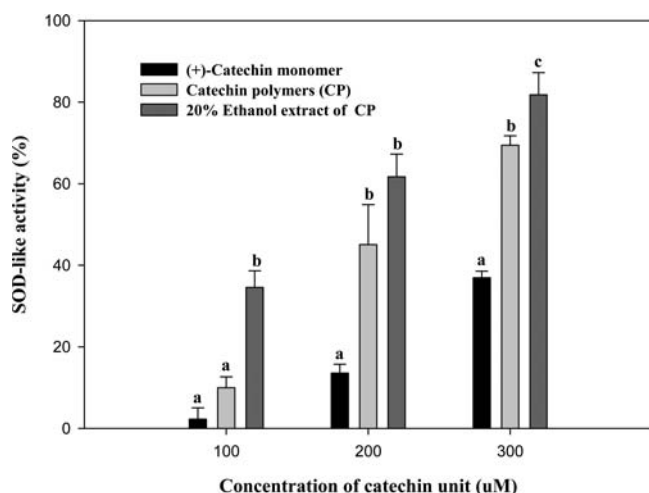 100
80
60
40
20
0
SOD-like activity (%)
(+)-Catechin monomer
Catechin polymers (CP)
20% Ethanol extract of CP
a
a
b
a
b
b
a
b
c
100
200
300
Concentration of catechin unit (uM)